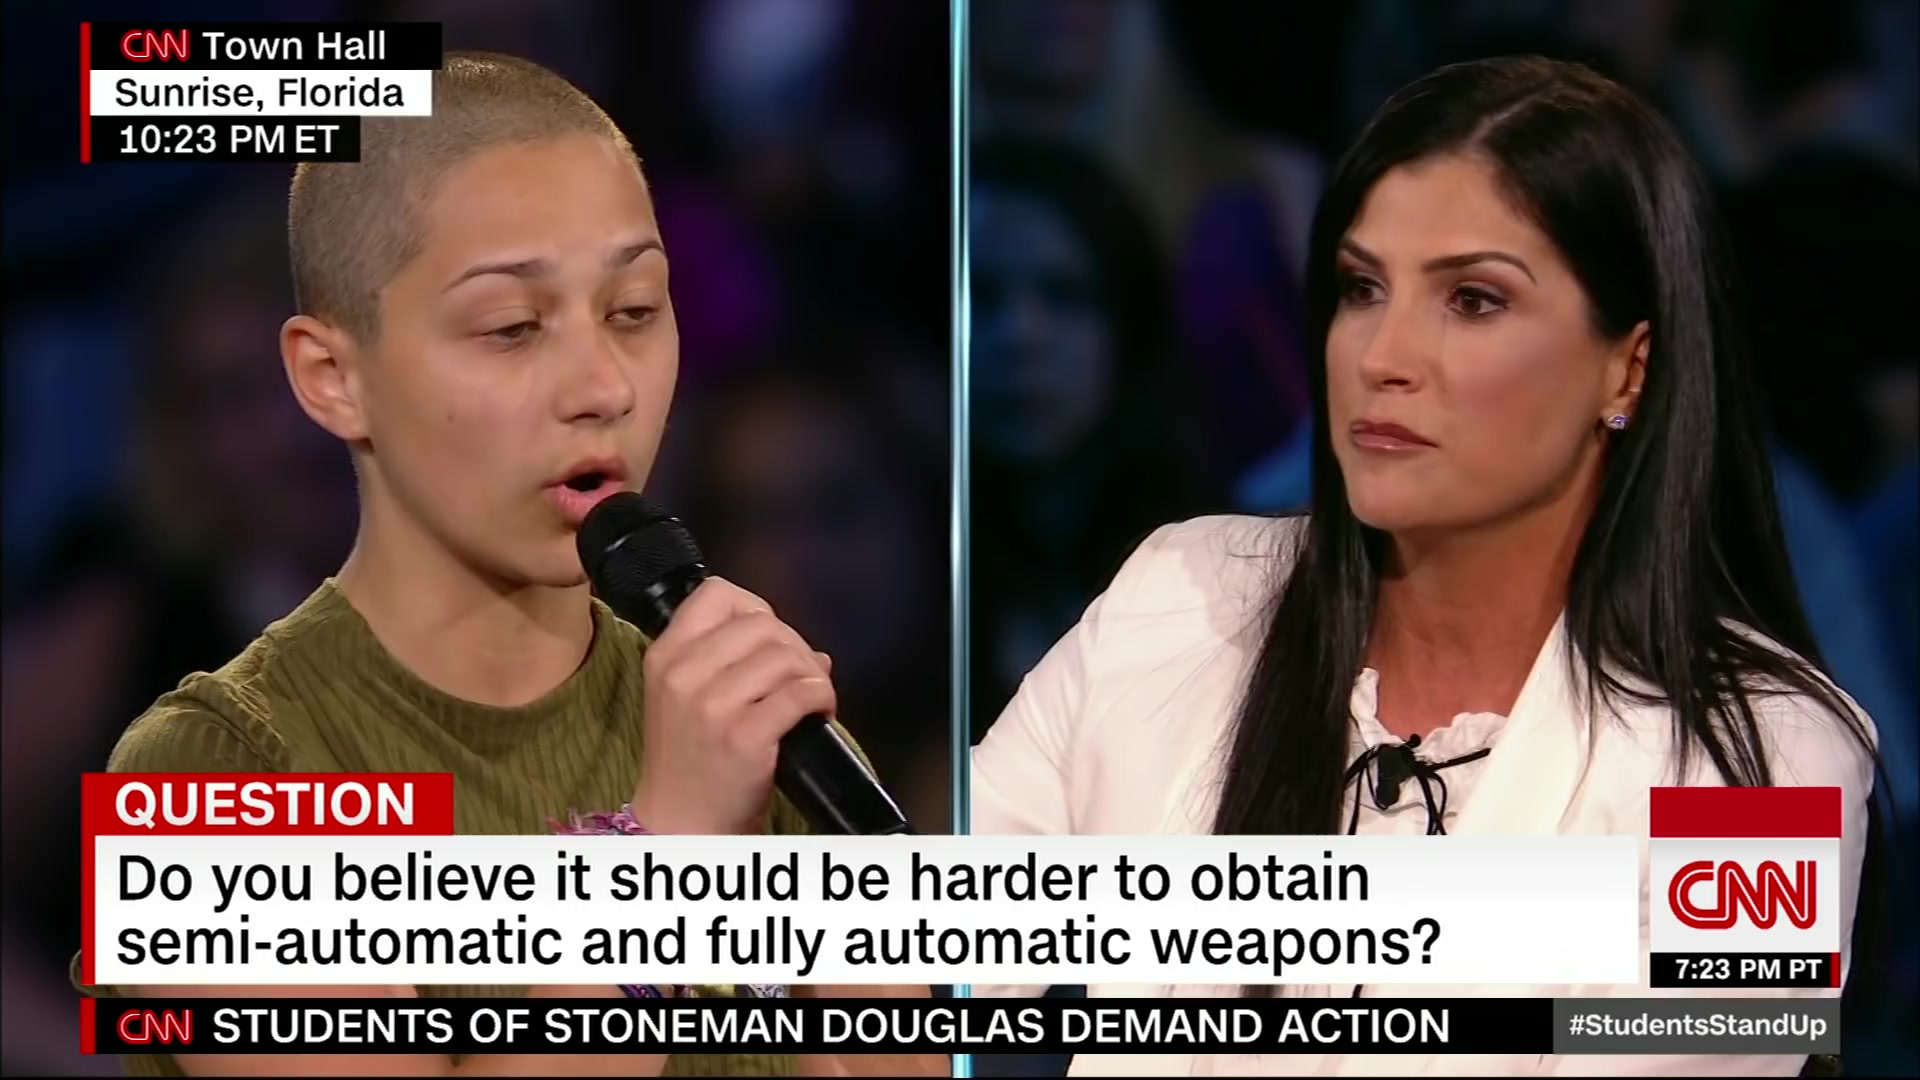 CNN Town Hall
Sunrise, Florida
10:23 PM ET
QUESTION
Do you believe it should be harder to obtain
semi-automatic and fully automatic weapons?
CNN
7:23 PM PT
CNN STUDENTS OF STONEMAN DOUGLAS DEMAND ACTION
#StudentsStandUp